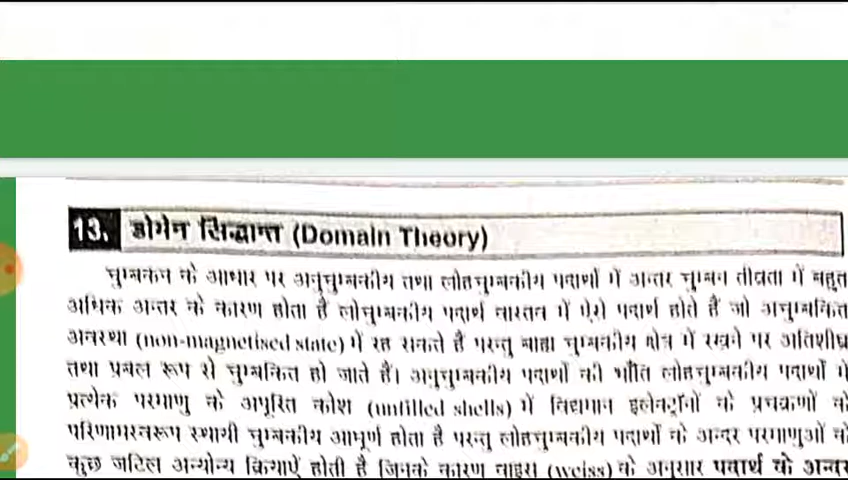 13. डोमेन सिद्धान्त (Domain Theory)
चुम्बकन के आधार पर अनुचुम्बकीय तथा लोहचुम्बकीय पदार्थों में अन्तर चुम्बन तीव्रता में बहुत
अधिक अन्तर के कारण होता है लोचुम्बकीय पदार्थ वास्तव में ऐसे पदार्थ होते हैं जो अचुम्बकित
अवस्था (non-magnetised state) में रह सकते हैं परन्तु बाह्य चुम्बकीय क्षेत्र में रखने पर अतिशीघ्र
तथा प्रबल रूप से चुम्बकित हो जाते हैं। अनुचुम्बकीय पदार्थों की भाँति लोहचुम्बकीय पदार्थों में
प्रत्येक परमाणु के अपूरित कोश (unfilled shells) में विद्यमान इलेक्ट्रॉनों के प्रचक्रणों के
परिणामस्वरूप स्थायी चुम्बकीय आघूर्ण होता है परन्तु लोहचुम्बकीय पदार्थों के अन्दर परमाणुओं के
कुछ जटिल अन्योन्य क्रियाएँ होती है जिनके कारण वाइस (weiss) के अनुसार पदार्थ के अन्दर